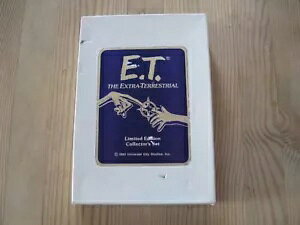 E.T.
THE EXTRA-TERRESTRIAL
Limited Edition
Collector's Set
© 1982 Universal City Studios, Inc.